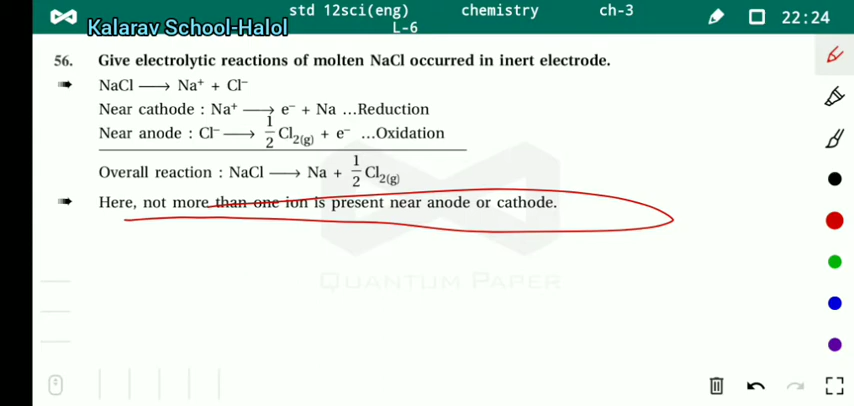 std 12sci(eng) chemistry ch-3
Kalarav School-Halol L-6
22:24
56. Give electrolytic reactions of molten NaCl occurred in inert electrode.
➠ NaCl ⟶ Na⁺ + Cl⁻
Near cathode : Na⁺ ⟶ e⁻ + Na ...Reduction
Near anode : Cl⁻ ⟶ 1/2 Cl₂(g) + e⁻ ...Oxidation
Overall reaction : NaCl ⟶ Na + 1/2 Cl₂(g)
➠ Here, not more than one ion is present near anode or cathode.
QUANTUM PAPER